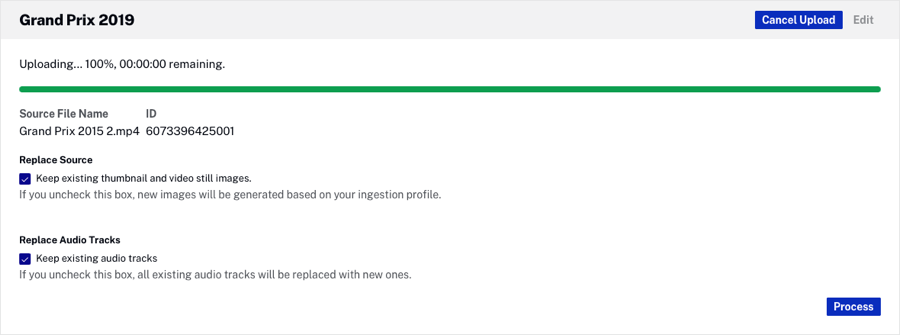 Grand Prix 2019
Cancel Upload Edit
Uploading... 100%, 00:00:00 remaining.
Source File Name ID
Grand Prix 2015 2.mp4 6073396425001
Replace Source
Keep existing thumbnail and video still images.
If you uncheck this box, new images will be generated based on your ingestion profile.
Replace Audio Tracks
Keep existing audio tracks
If you uncheck this box, all existing audio tracks will be replaced with new ones.
Process